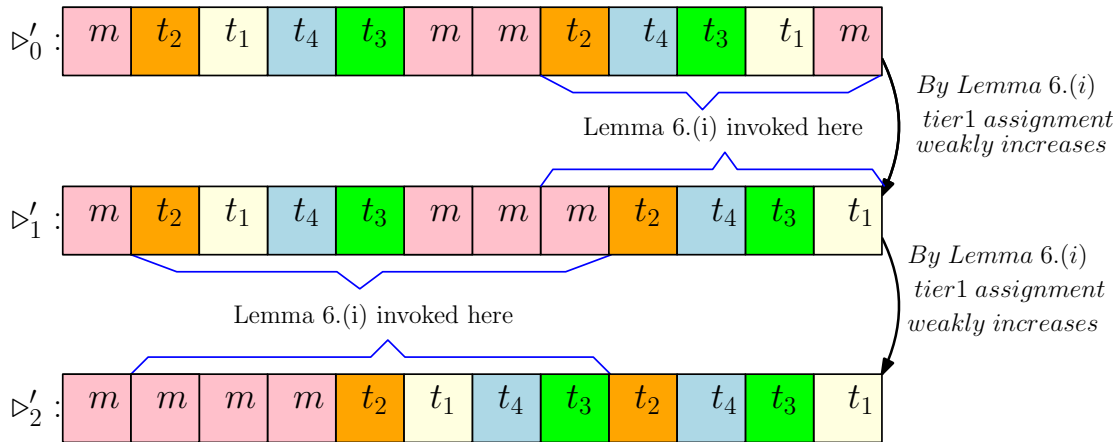 ▷′₀ : m t₂ t₁ t₄ t₃ m m t₂ t₄ t₃ t₁ m
By Lemma 6.(i)
tier1 assignment
weakly increases
Lemma 6.(i) invoked here
▷′₁ : m t₂ t₁ t₄ t₃ m m m t₂ t₄ t₃ t₁
By Lemma 6.(i)
tier1 assignment
weakly increases
Lemma 6.(i) invoked here
▷′₂ : m m m m t₂ t₁ t₄ t₃ t₂ t₄ t₃ t₁